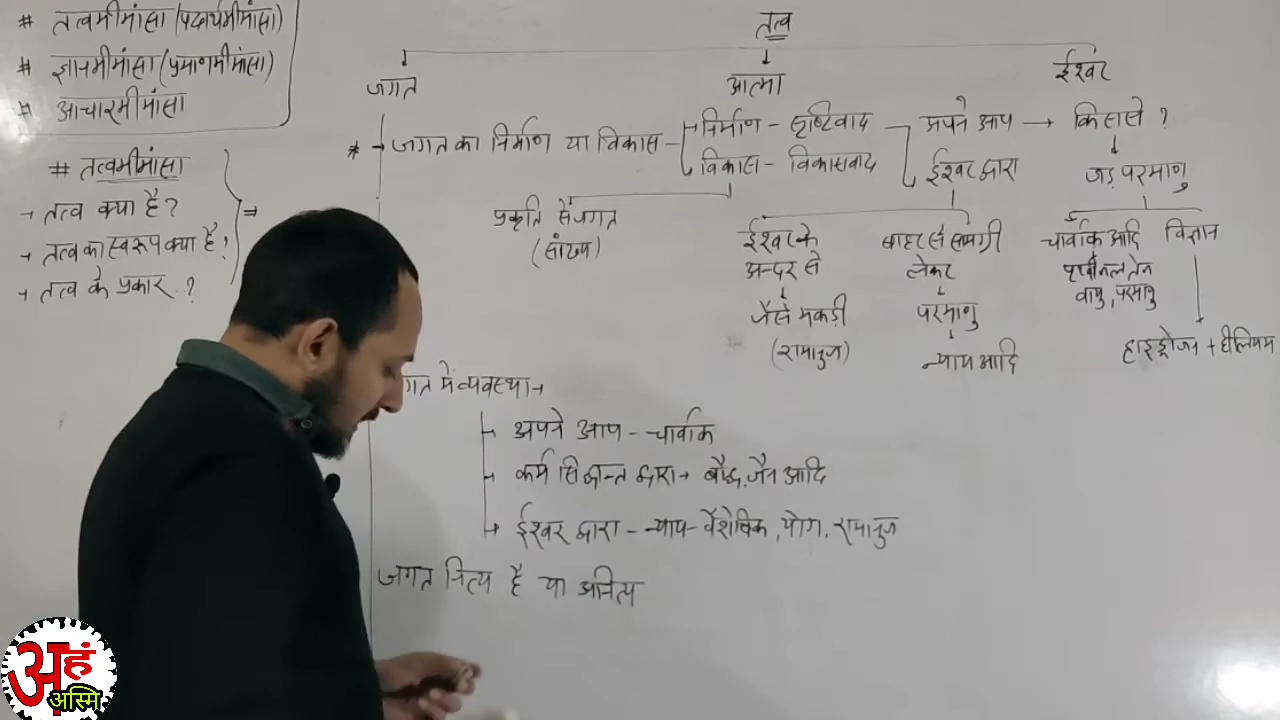 # तत्वमीमांसा (पदार्थमीमांसा)
# ज्ञानमीमांसा (प्रमाणमीमांसा)
# आचारमीमांसा
# तत्वमीमांसा
→ तत्व क्या है?
→ तत्व का स्वरूप क्या है?
→ तत्व के प्रकार ?
⇒
तत्व
जगत
आत्मा
ईश्वर
* → जगत का निर्माण या विकास
निर्माण - सृष्टिवाद
विकास - विकासवाद
प्रकृति से जगत
(सांख्य)
अपने आप → किससे ?
ईश्वर द्वारा
जड़ परमाणु
ईश्वर के
अन्दर से
जैसे मकड़ी
(रामानुज)
बाहर से सामग्री
लेकर
परमाणु
न्याय आदि
चार्वाक आदि
पृथ्वी जल तेज
वायु, परमाणु
विज्ञान
हाइड्रोजन + हीलियम
जगत में व्यवस्था →
अपने आप - चार्वाक
कर्म सिद्धान्त द्वारा → बौद्ध, जैन आदि
ईश्वर द्वारा - न्याय - वैशेषिक, योग, रामानुज
जगत नित्य है या अनित्य
अहं
अस्मि